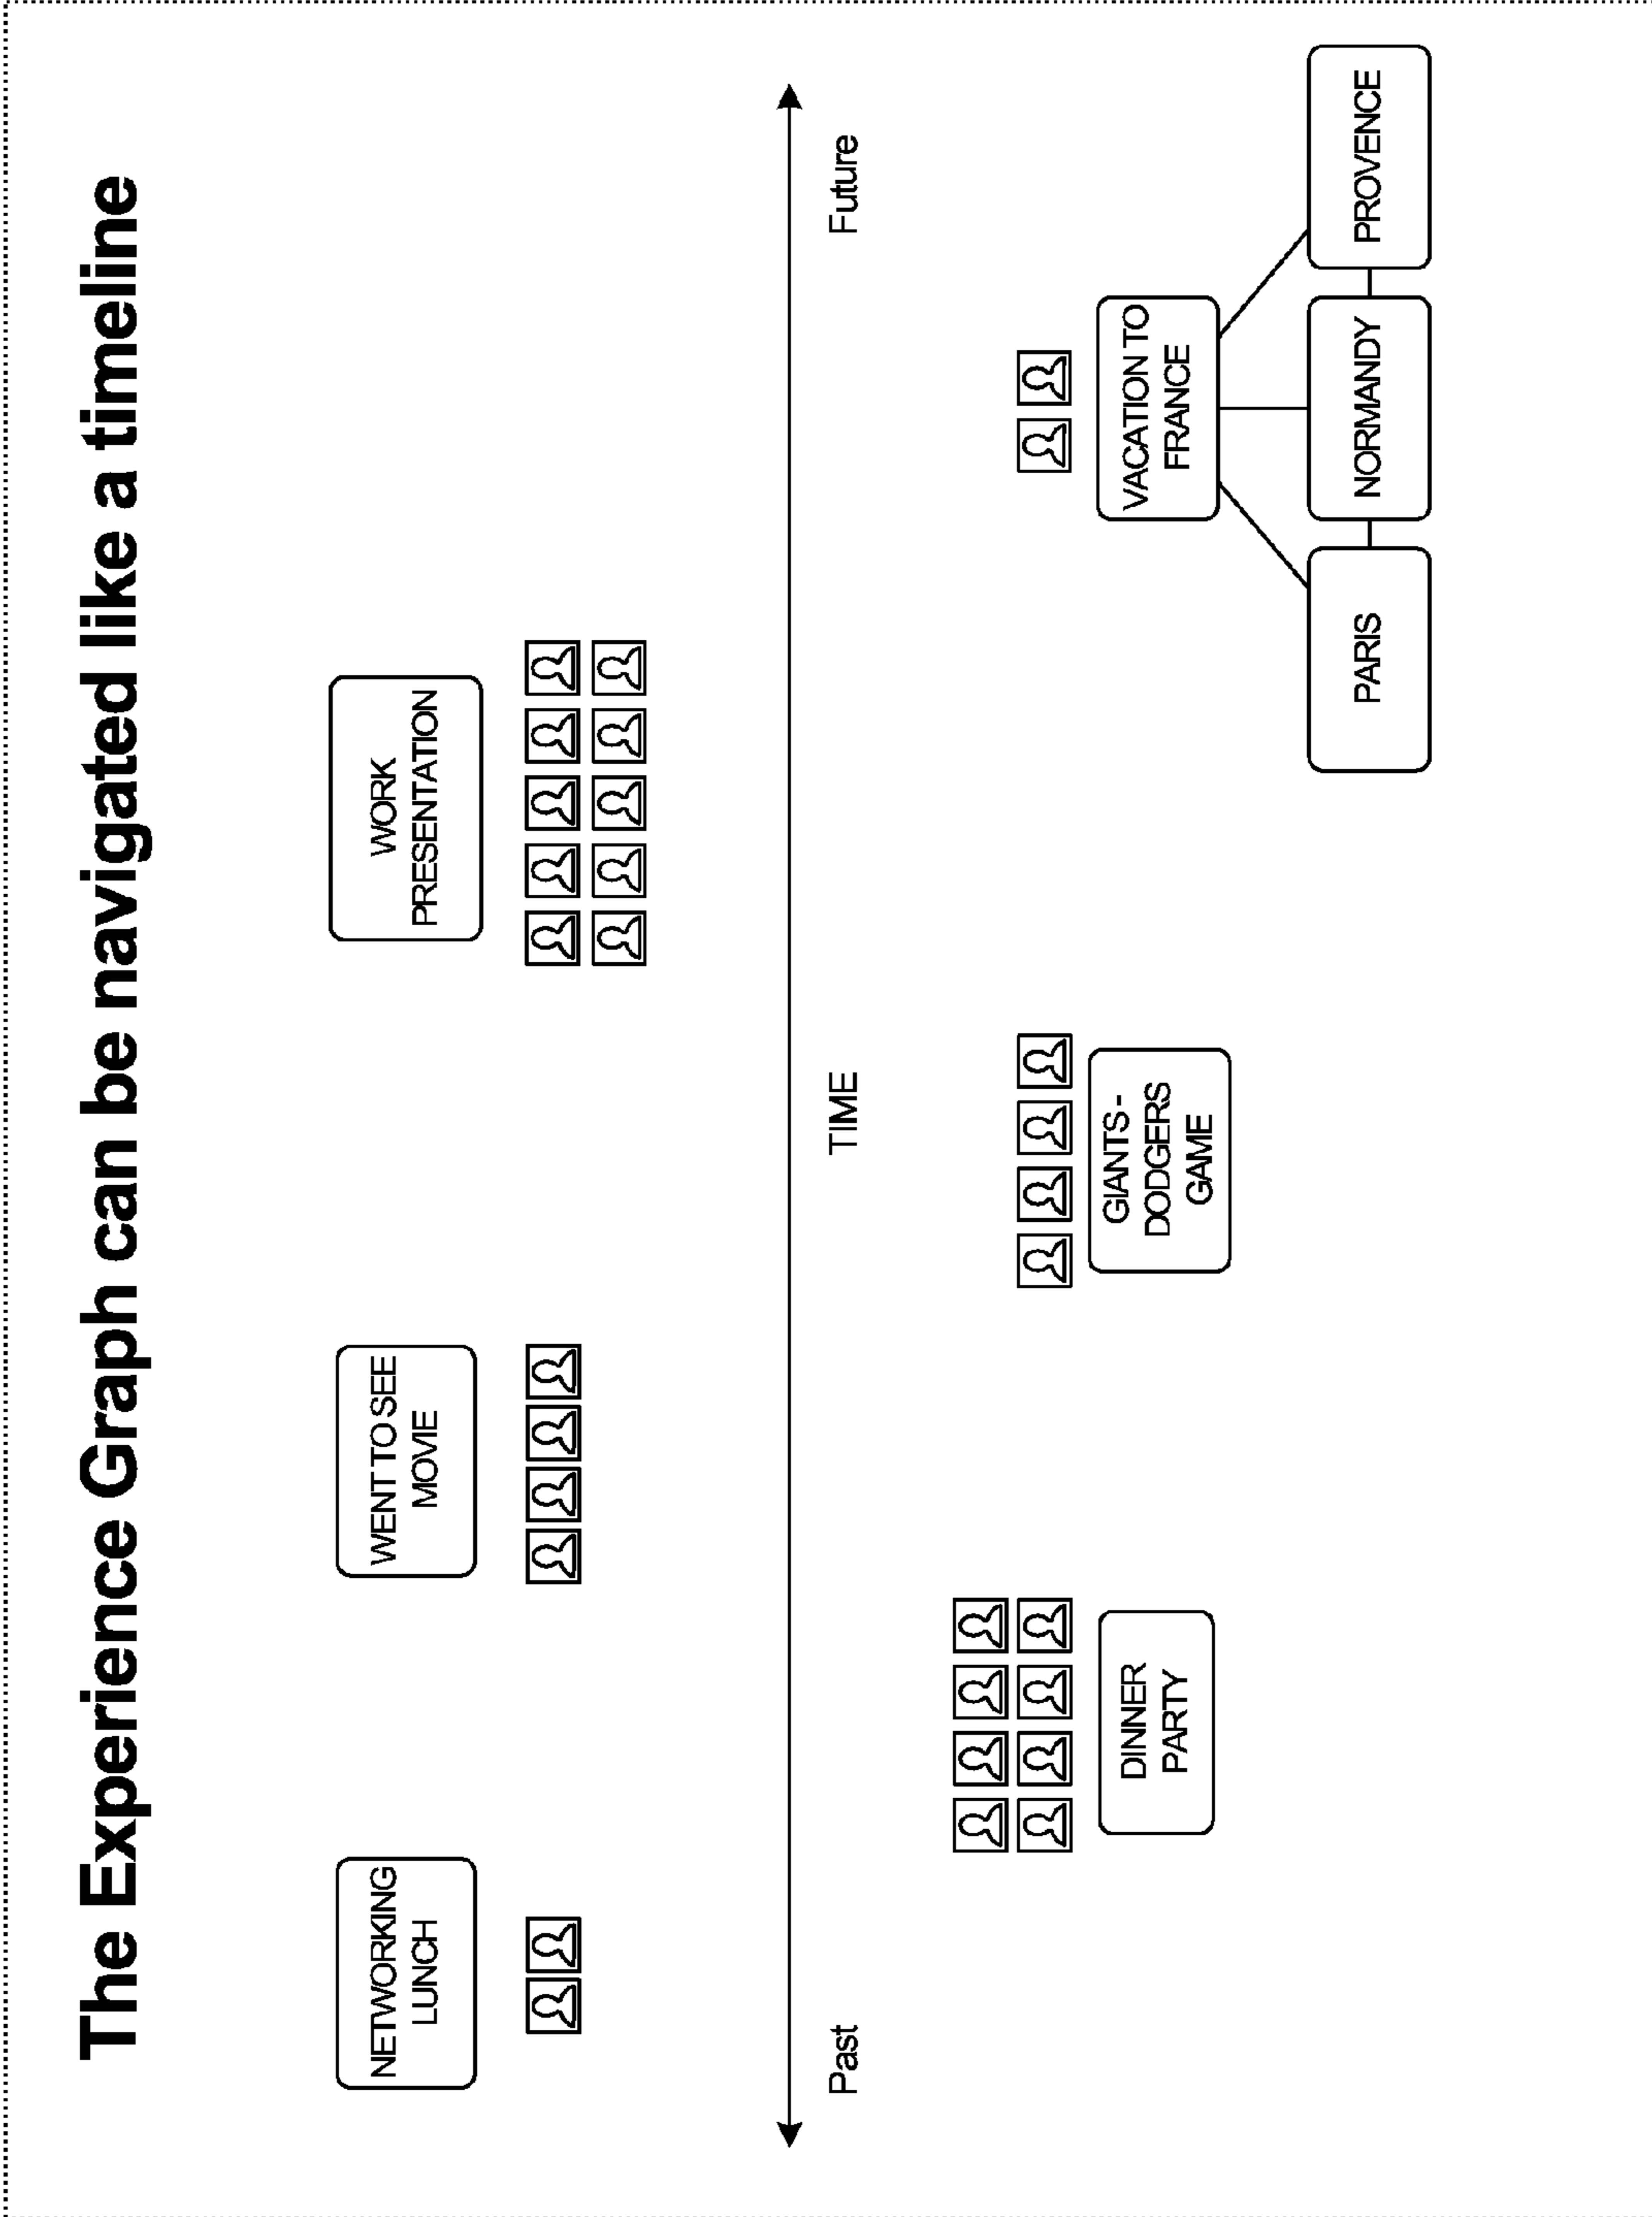 The Experience Graph can be navigated like a timeline
NETWORKING
LUNCH
WENT TO SEE
MOVIE
WORK
PRESENTATION
Past
TIME
Future
DINNER
PARTY
GIANTS -
DODGERS
GAME
VACATION TO
FRANCE
PARIS
NORMANDY
PROVENCE